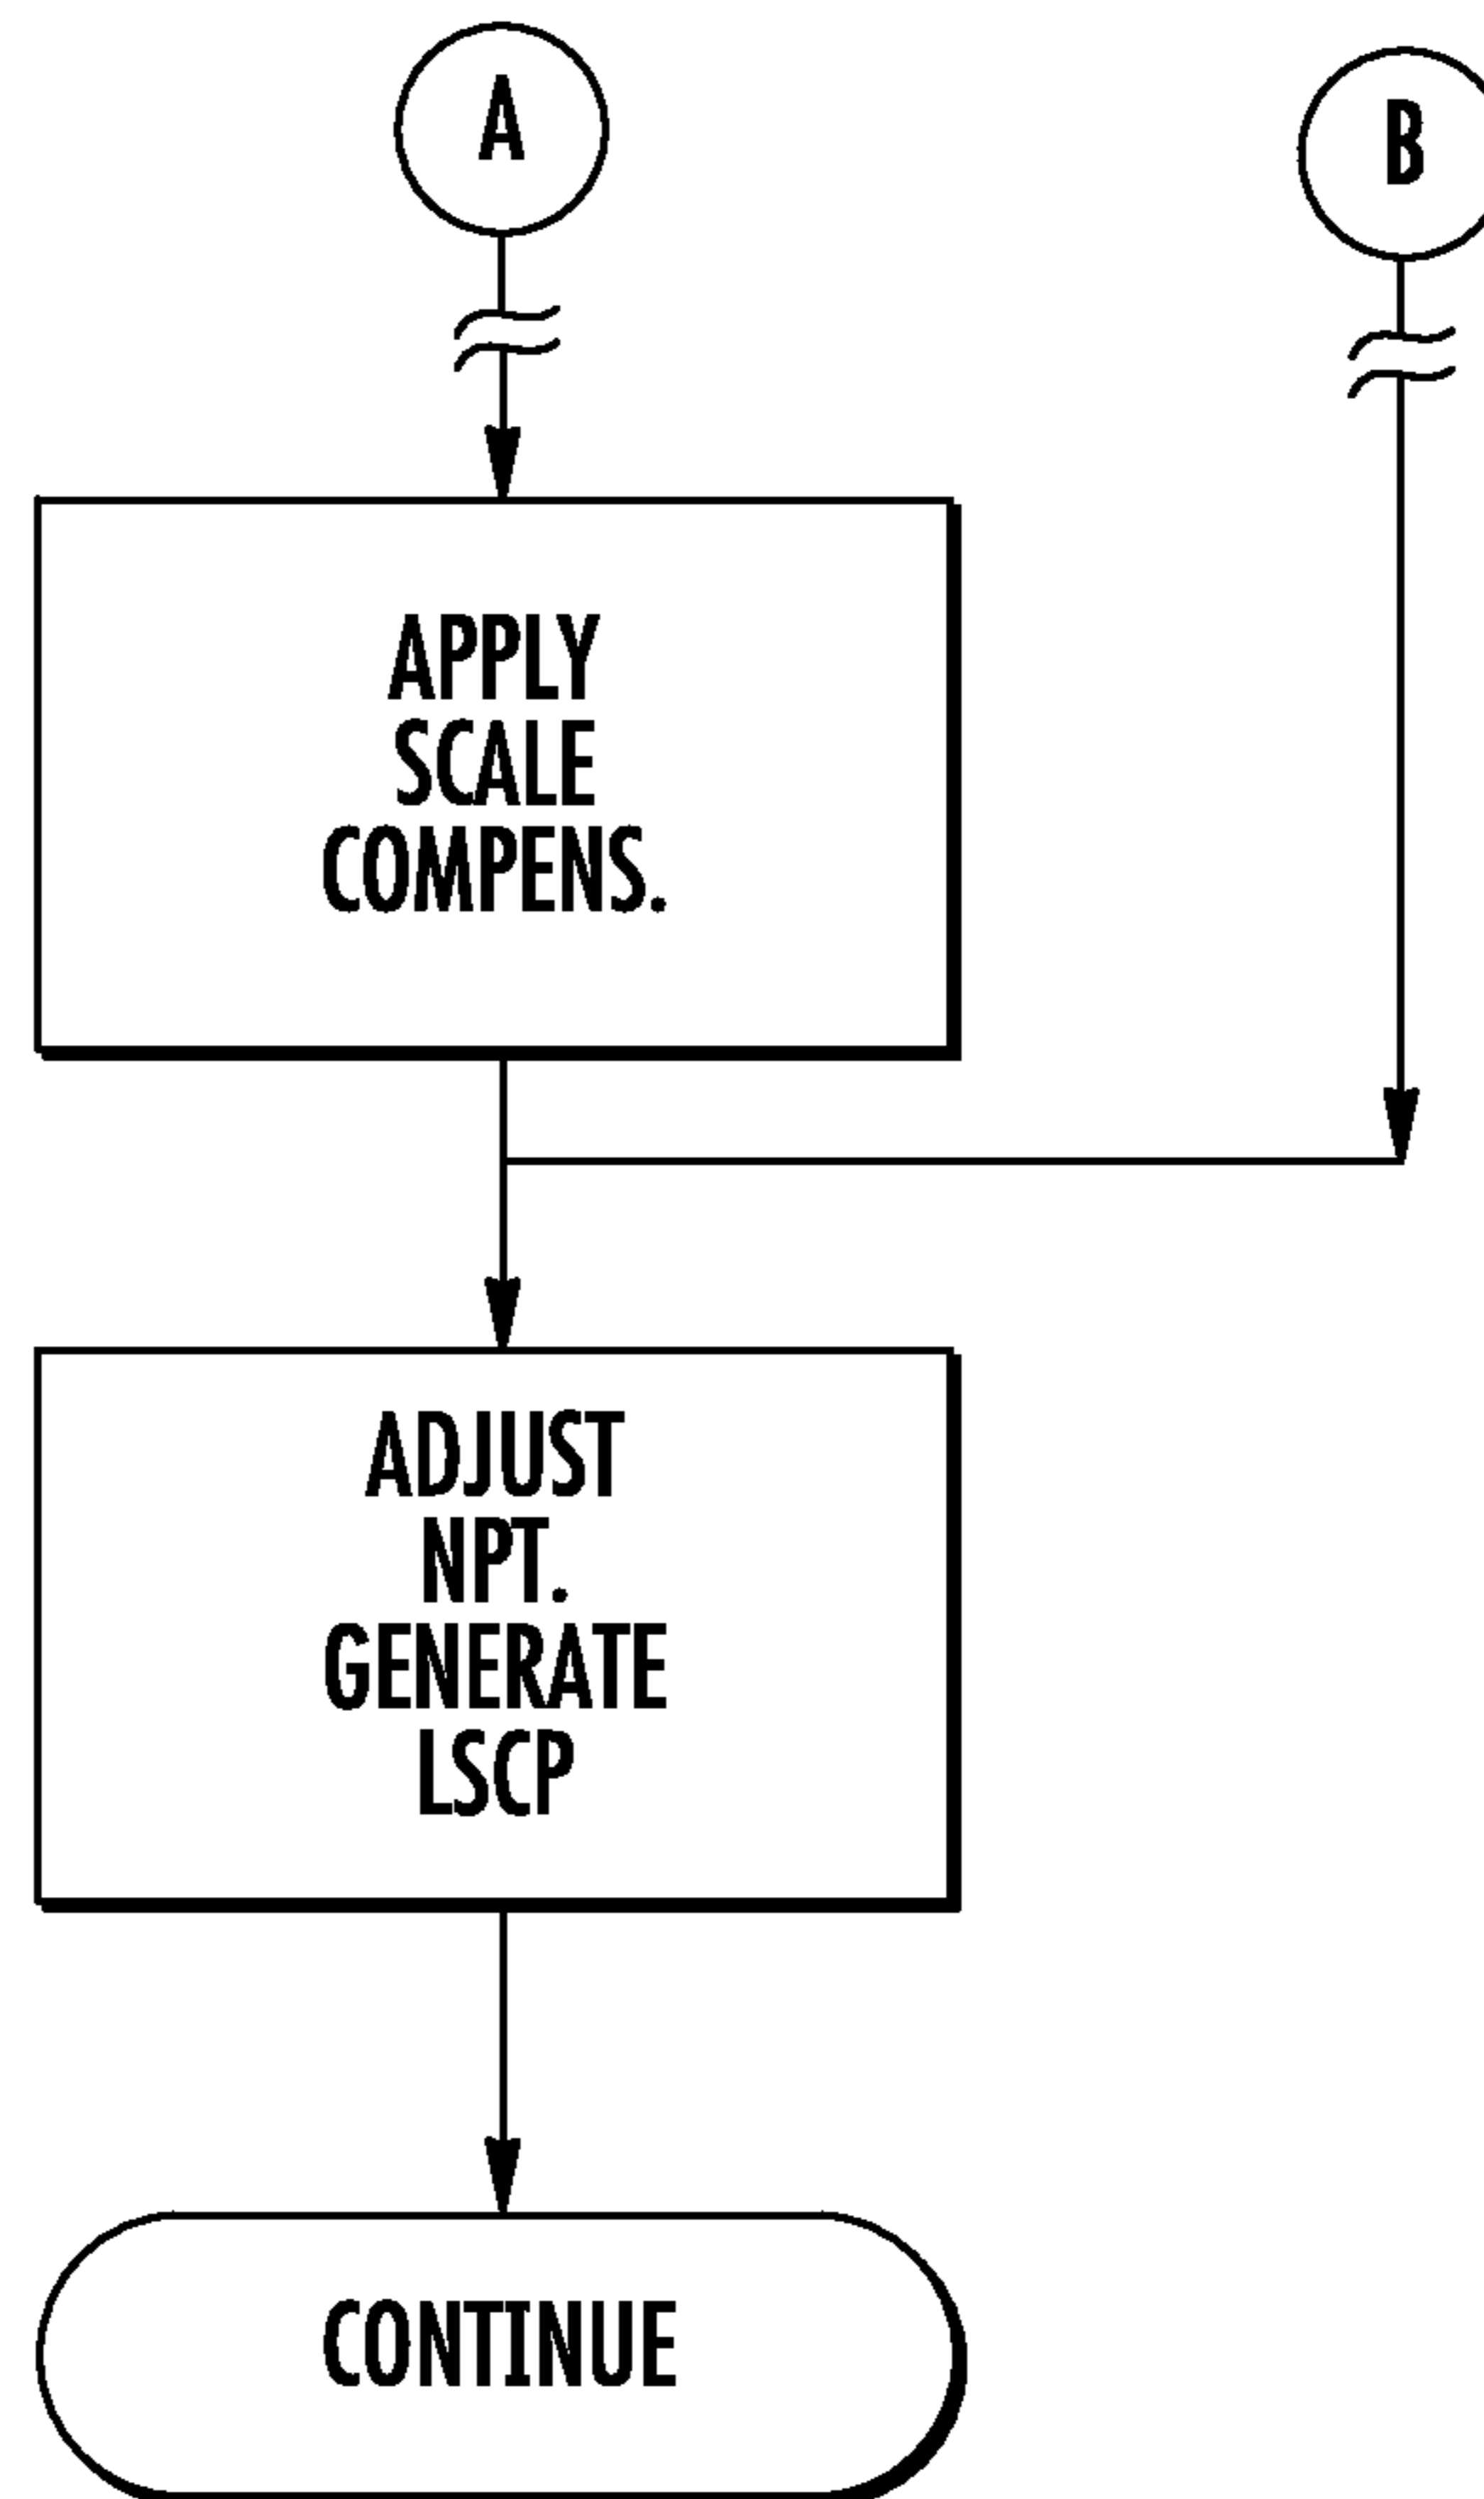 A
B
APPLY
SCALE
COMPENS.
ADJUST
NPT.
GENERATE
LSCP
CONTINUE